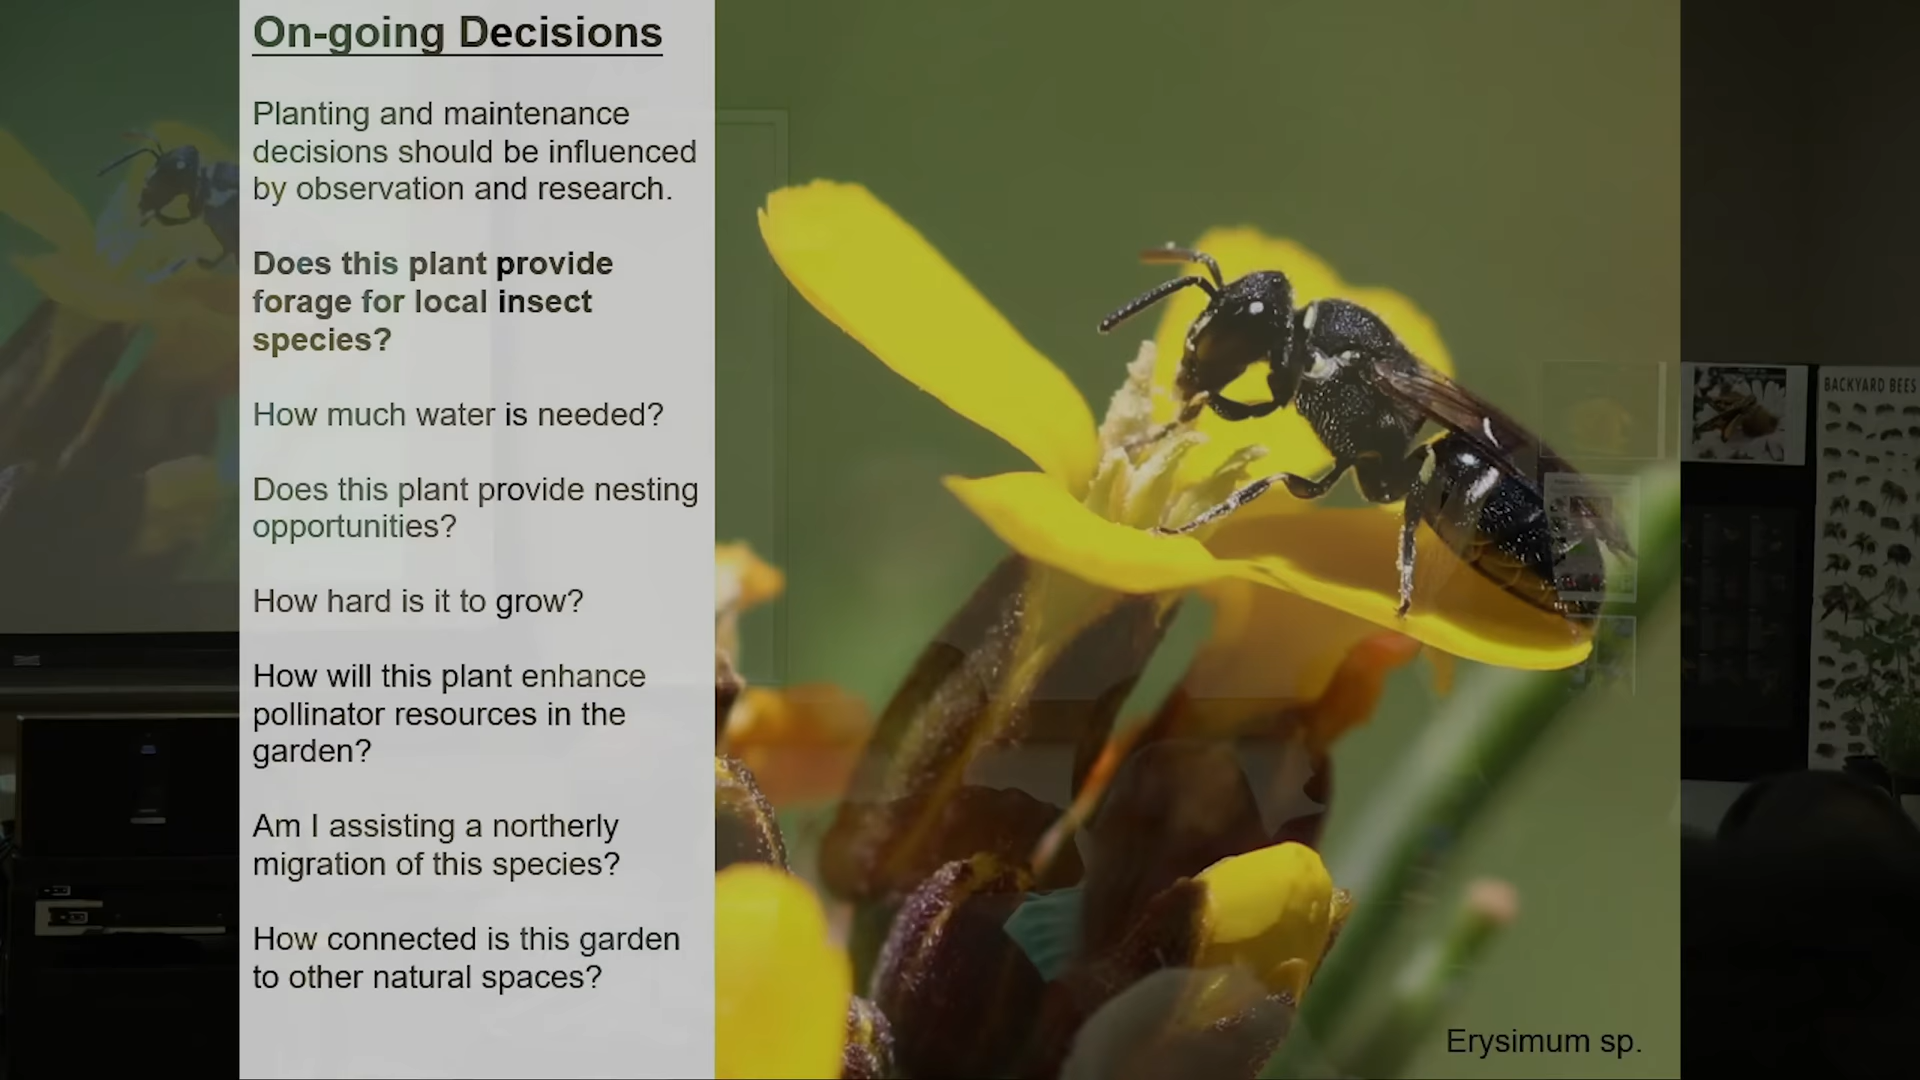 On-going Decisions
Planting and maintenance
decisions should be influenced
by observation and research.
Does this plant provide
forage for local insect
species?
How much water is needed?
Does this plant provide nesting
opportunities?
How hard is it to grow?
How will this plant enhance
pollinator resources in the
garden?
Am I assisting a northerly
migration of this species?
How connected is this garden
to other natural spaces?
BACKYARD BEES
Erysimum sp.